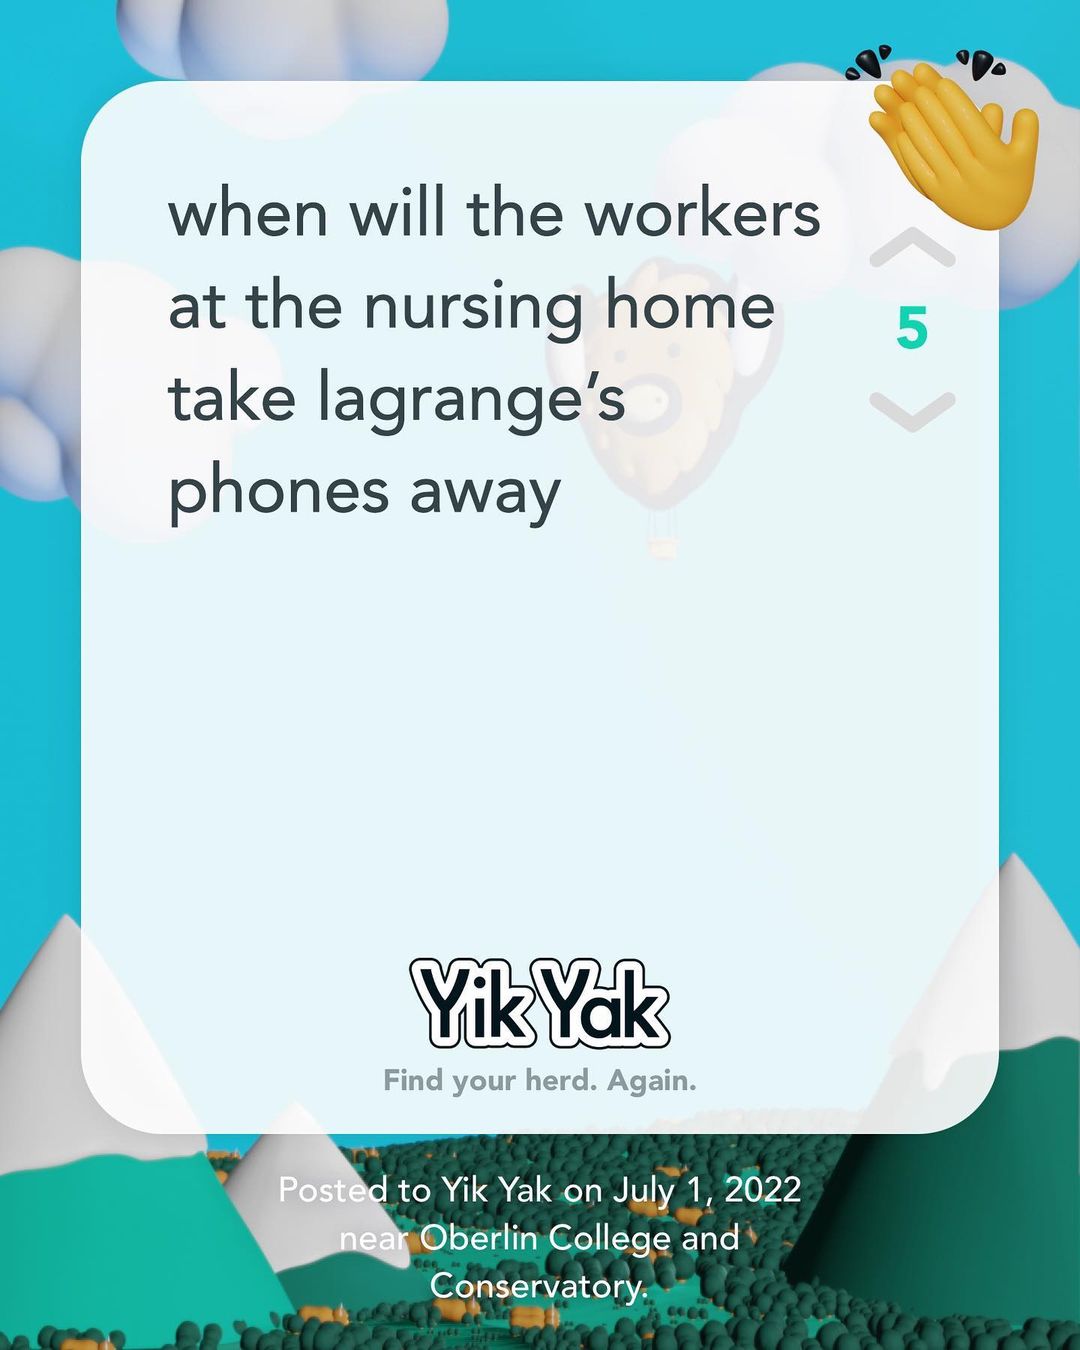 when will the workers
at the nursing home
take lagrange’s
phones away
5
Yik Yak
Find your herd. Again.
Posted to Yik Yak on July 1, 2022
near Oberlin College and
Conservatory.